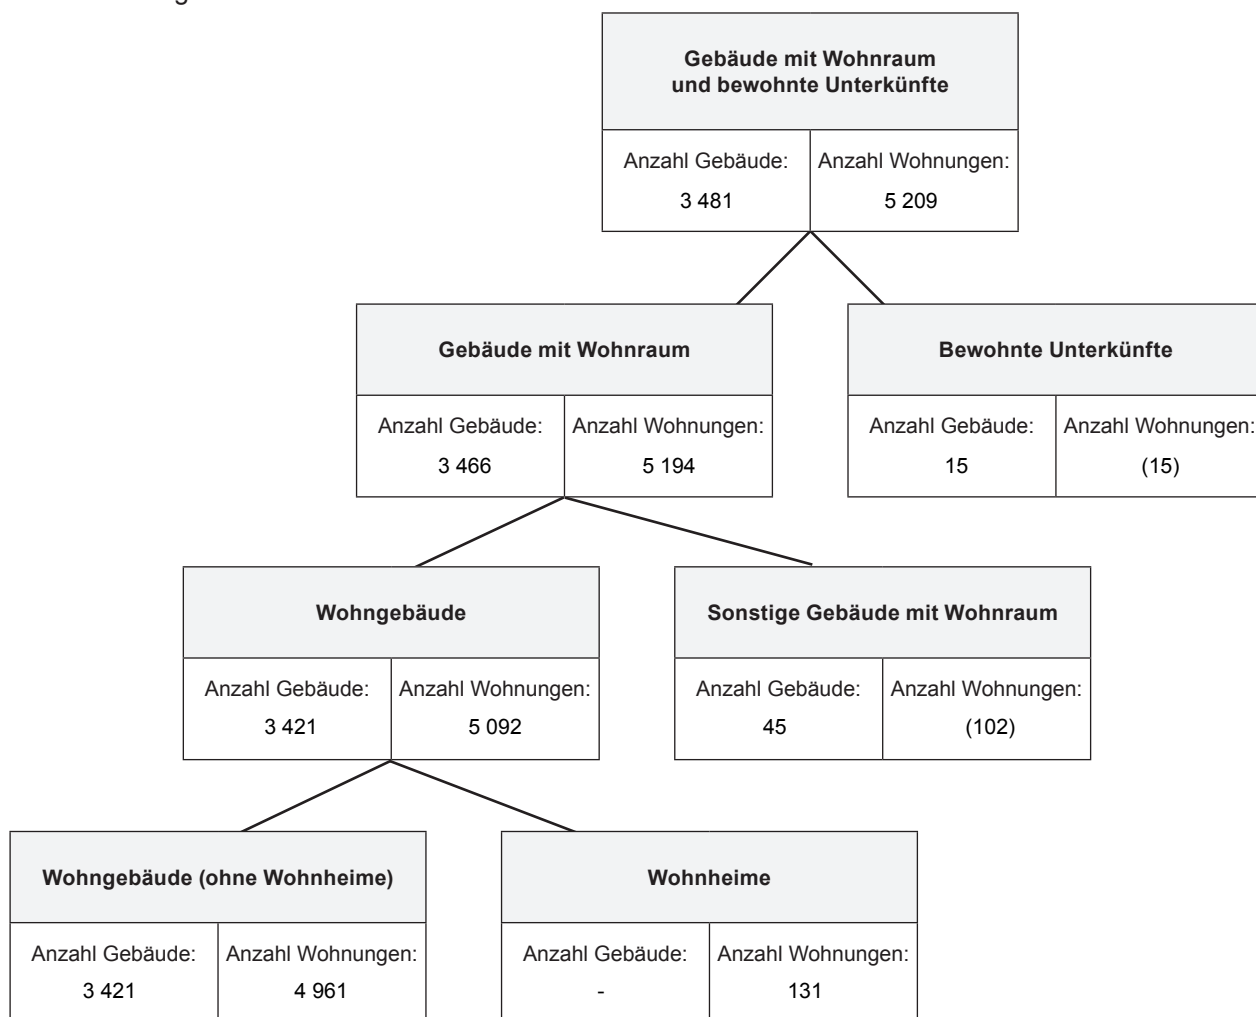 Gebäude mit Wohnraum
und bewohnte Unterkünfte
Anzahl Gebäude: Anzahl Wohnungen:
3 481 5 209
Gebäude mit Wohnraum Bewohnte Unterkünfte
Anzahl Gebäude: Anzahl Wohnungen: Anzahl Gebäude: Anzahl Wohnungen:
3 466 5 194 15 (15)
Wohngebäude Sonstige Gebäude mit Wohnraum
Anzahl Gebäude: Anzahl Wohnungen: Anzahl Gebäude: Anzahl Wohnungen:
3 421 5 092 45 (102)
Wohngebäude (ohne Wohnheime) Wohnheime
Anzahl Gebäude: Anzahl Wohnungen: Anzahl Gebäude: Anzahl Wohnungen:
3 421 4 961 - 131